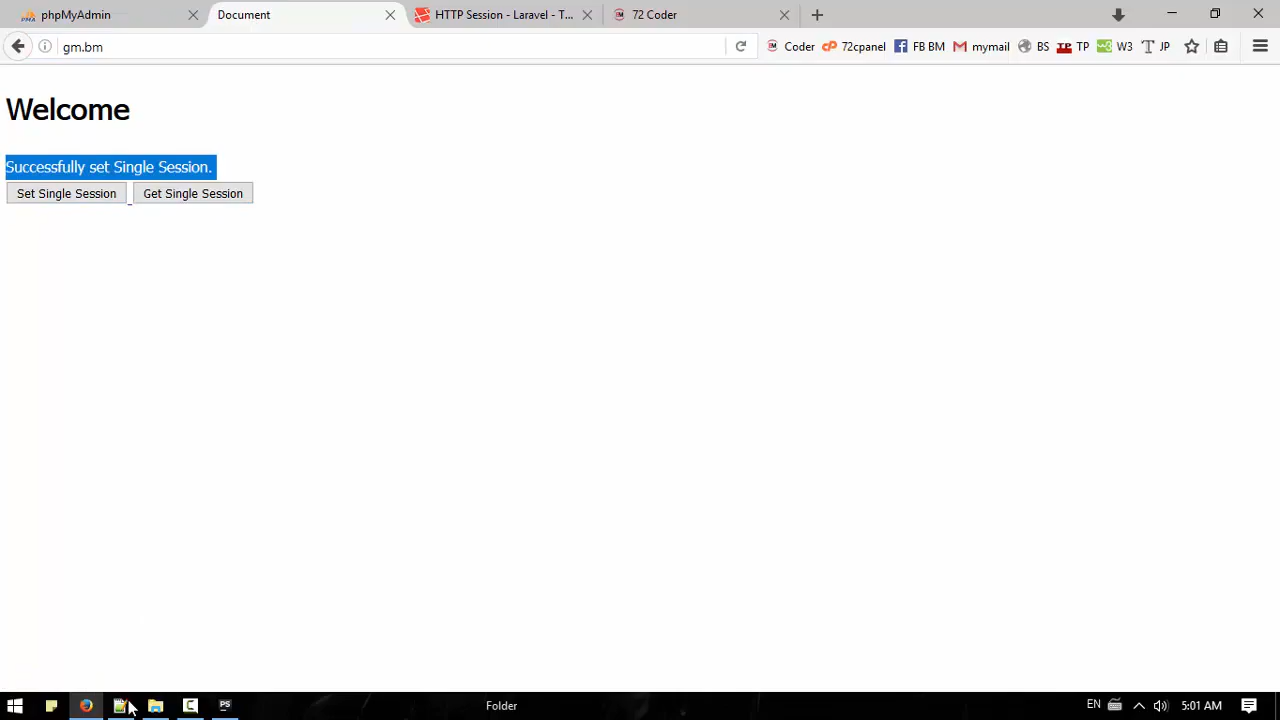 phpMyAdmin
Document
HTTP Session - Laravel - T...
72 Coder
gm.bm
Coder
72cpanel
FB BM
mymail
BS
TP
W3
JP
Welcome
Successfully set Single Session.
Set Single Session
Get Single Session
Folder
EN
5:01 AM